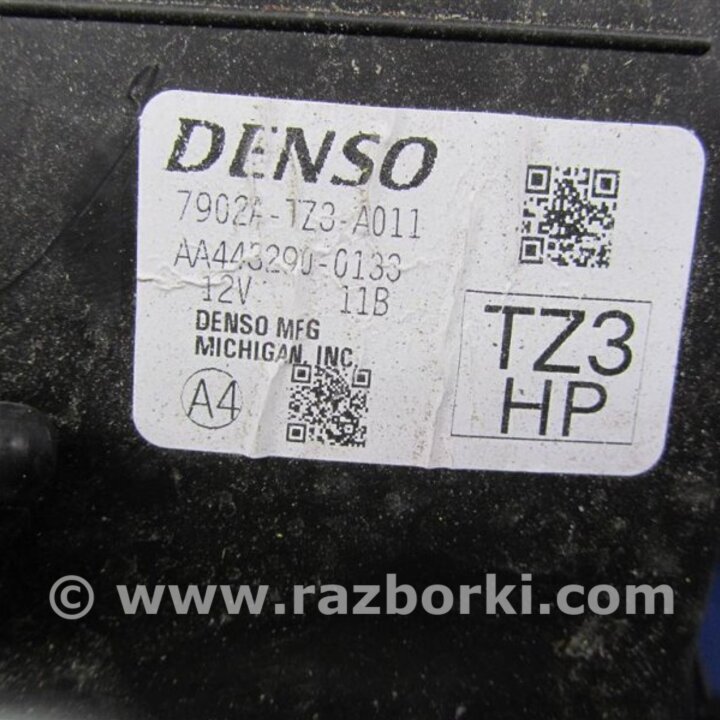 DENSO
7902A-TZ3-A011
AA443290-0133
12V 11B
DENSO MFG
MICHIGAN, INC
A4
TZ3
HP
© www.razborki.com